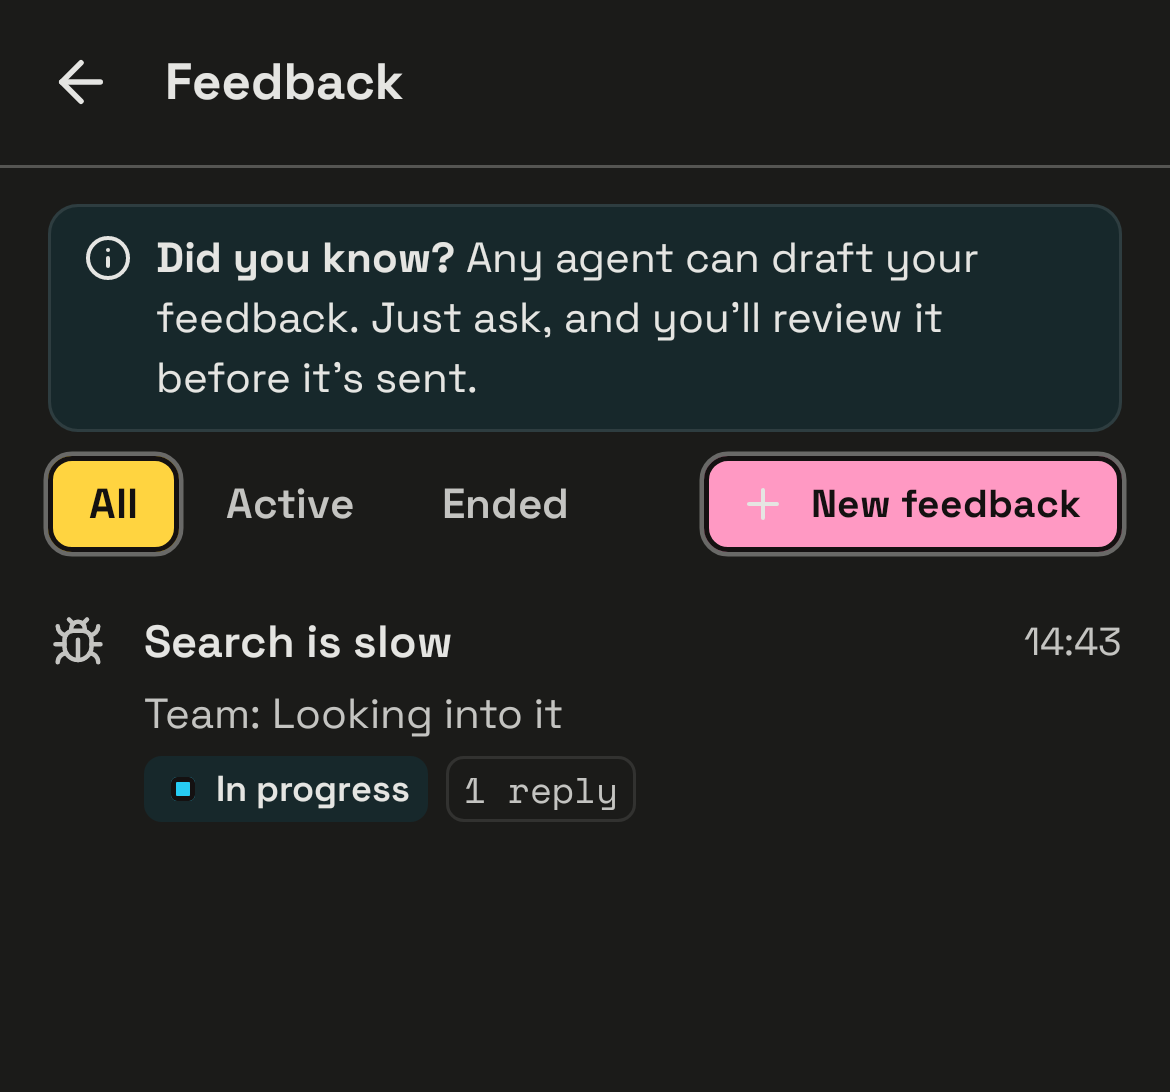 Feedback
Did you know? Any agent can draft your
feedback. Just ask, and you’ll review it
before it’s sent.
All Active Ended New feedback
Search is slow 14:43
Team: Looking into it
In progress 1 reply